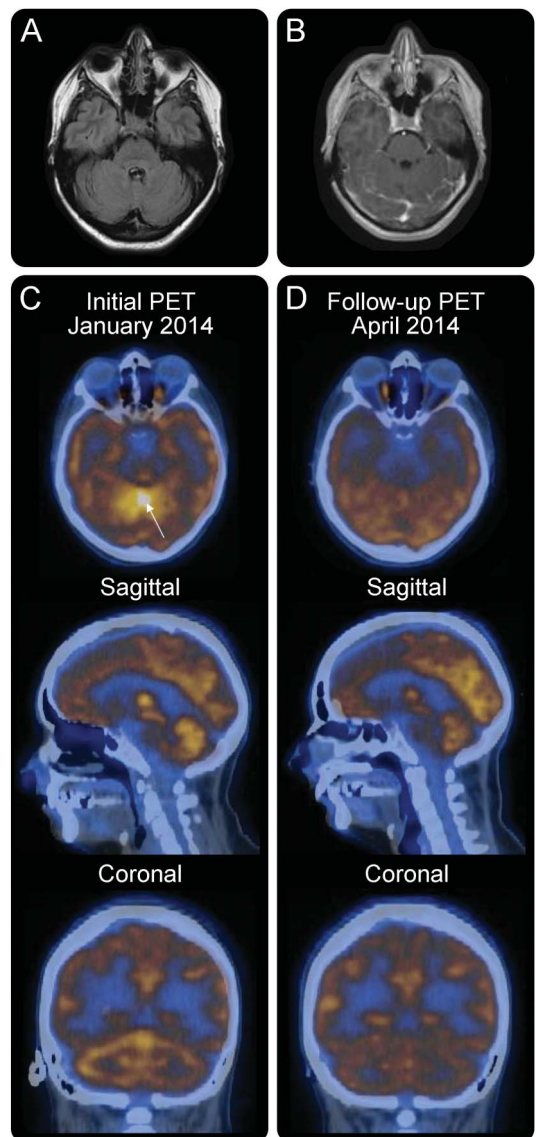 A
B
C
Initial PET
January 2014
D
Follow-up PET
April 2014
Sagittal
Sagittal
Coronal
Coronal